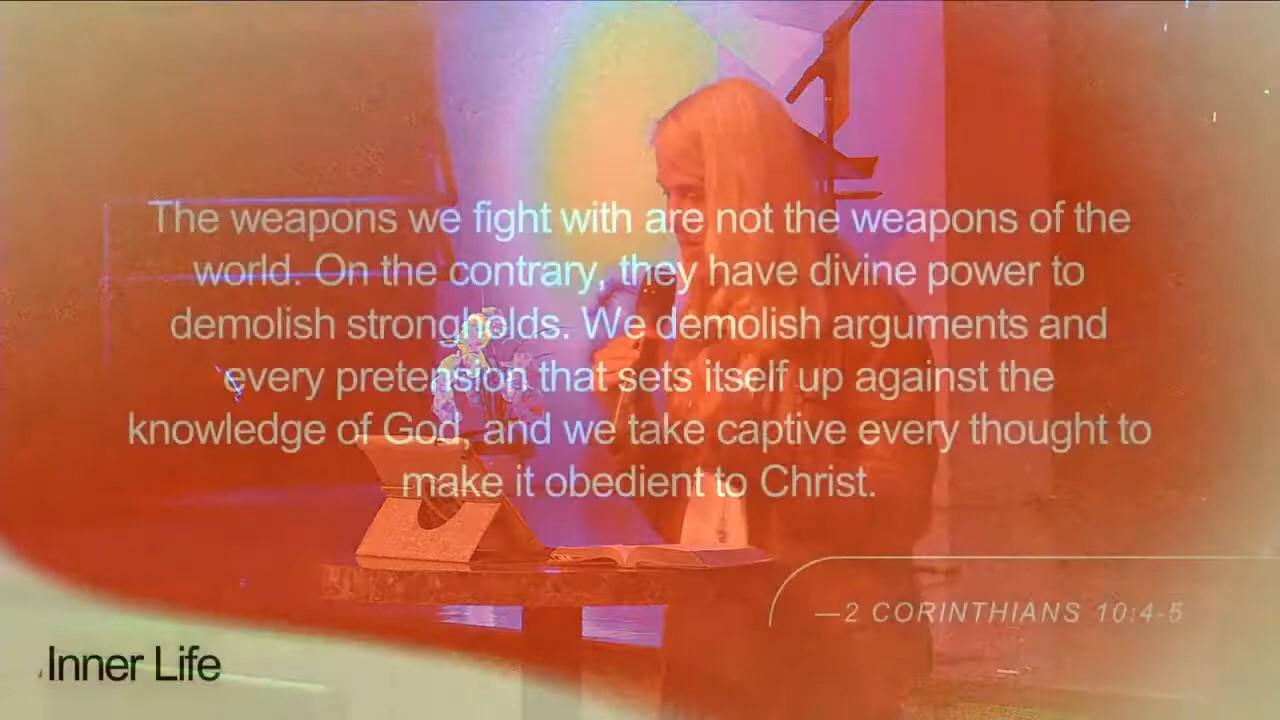 The weapons we fight with are not the weapons of the
world. On the contrary, they have divine power to
demolish strongholds. We demolish arguments and
every pretension that sets itself up against the
knowledge of God, and we take captive every thought to
make it obedient to Christ.
—2 CORINTHIANS 10:4-5
Inner Life